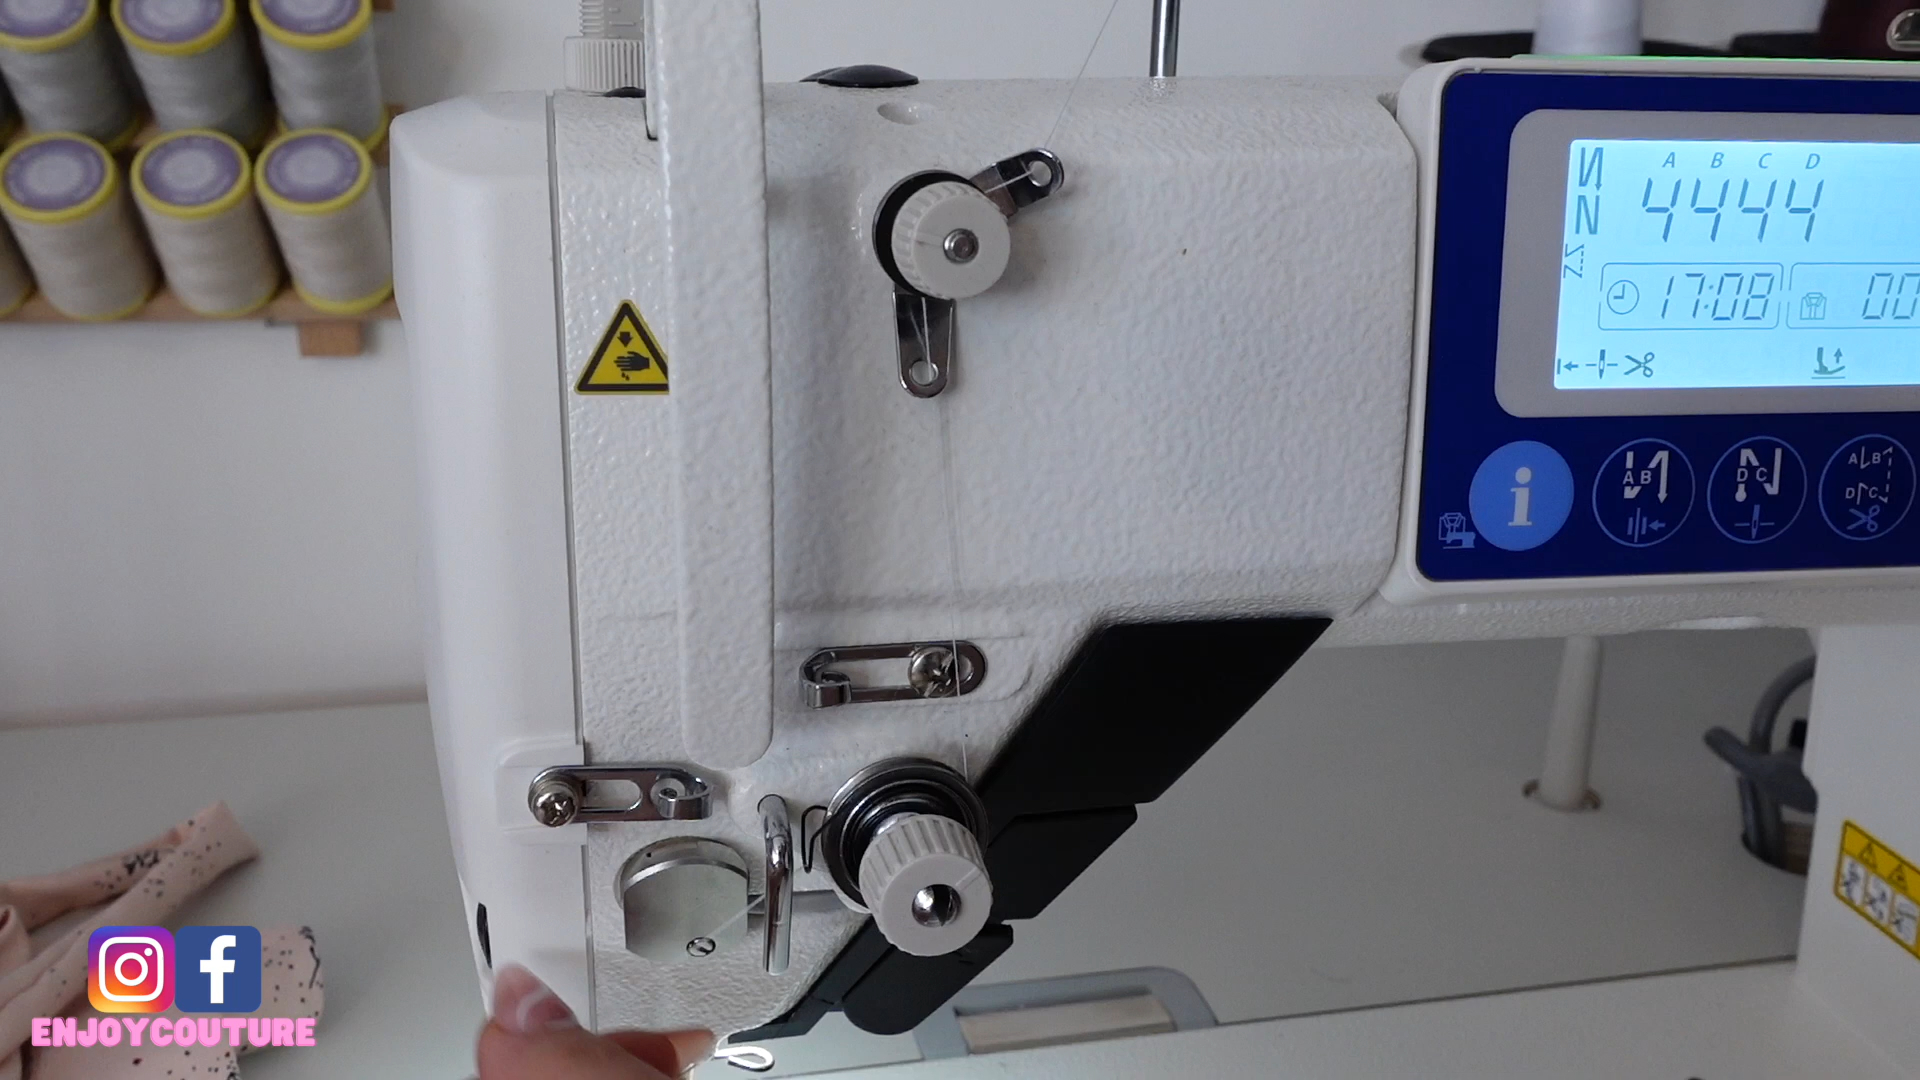 A B C D
4444
17:08 00
i
A B
D C
A B
D C
ENJOYCOUTURE